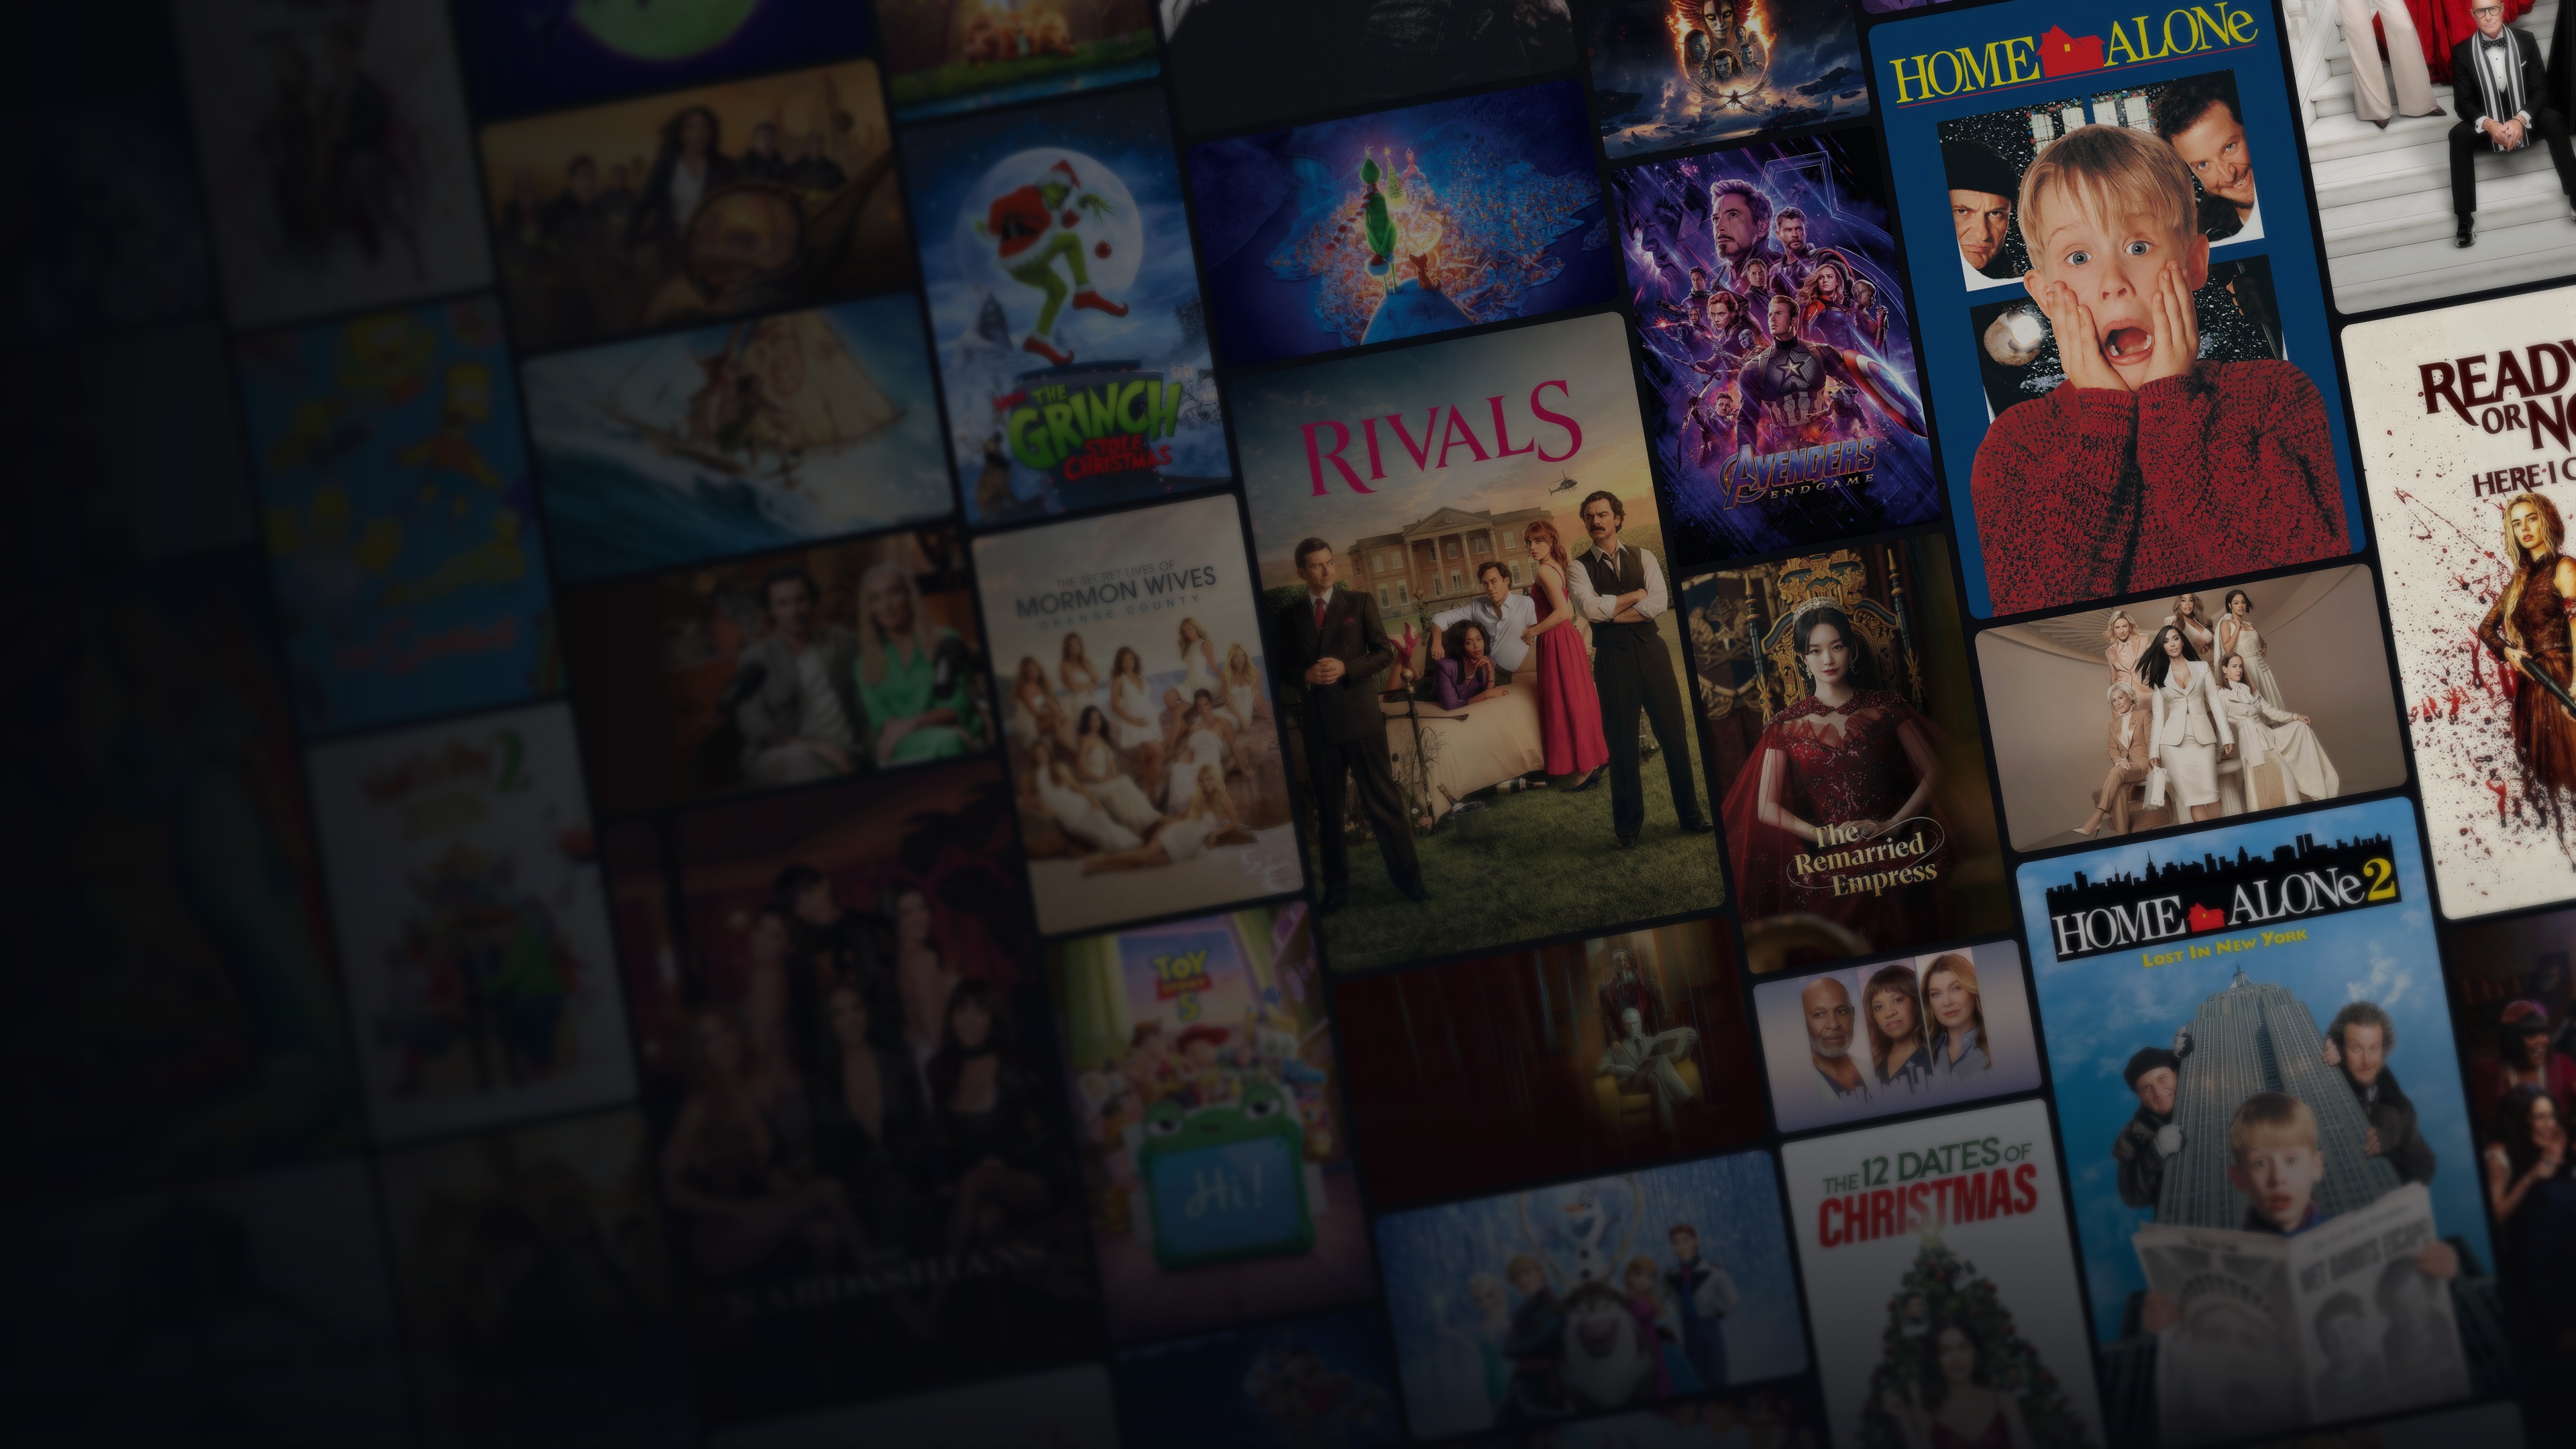 HOME ALONe
READY
OR NO
HERE I C
THE
GRINCH
STOLE
CHRISTMAS
RIVALS
AVENGERS
ENDGAME
THE SECRET LIVES OF
MORMON WIVES
ORANGE COUNTY
The
Remarried
Empress
HOME ALONe 2
LOST IN NEW YORK
TOY
STORY
5
Hi!
THE 12 DATES OF
CHRISTMAS
KARDASHIANS